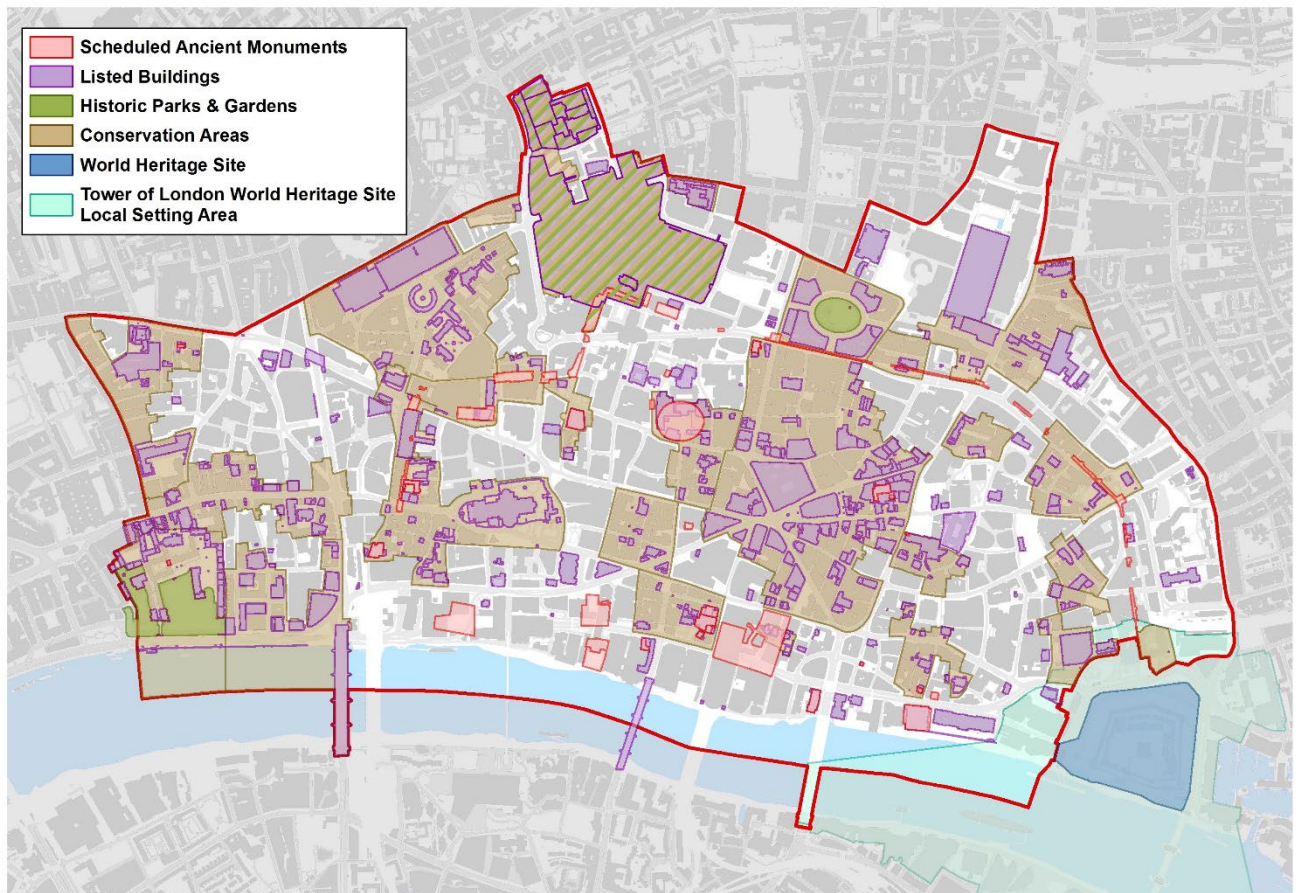 Scheduled Ancient Monuments
Listed Buildings
Historic Parks & Gardens
Conservation Areas
World Heritage Site
Tower of London World Heritage Site
Local Setting Area